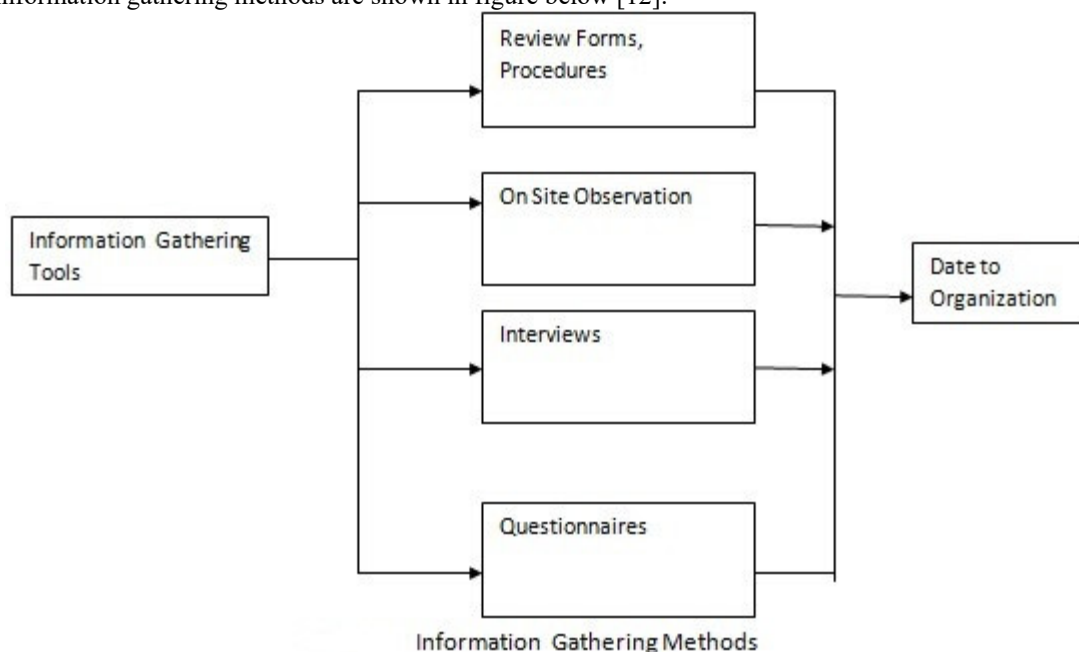 information gathering methods are shown in figure below [12].
Review Forms,
Procedures
On Site Observation
Information Gathering
Tools
Date to
Organization
Interviews
Questionnaires
Information Gathering Methods